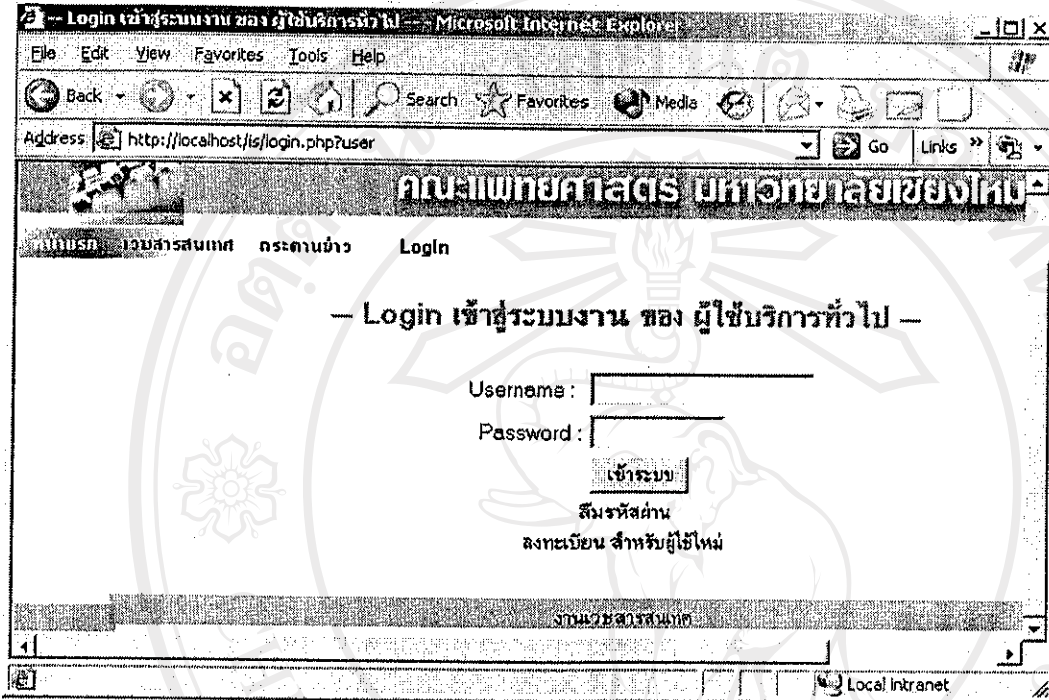 -- Login เข้าสู่ระบบงาน ของ ผู้ใช้บริการทั่วไป -- - Microsoft Internet Explorer
File Edit View Favorites Tools Help
Back Search Favorites Media
Address http://localhost/is/login.php?user Go Links »
คณะแพทยศาสตร์ มหาวิทยาลัยเชียงใหม่
หน้าแรก เวชสารสนเทศ กระดานข่าว LogIn
— Login เข้าสู่ระบบงาน ของ ผู้ใช้บริการทั่วไป —
Username :
Password :
เข้าระบบ
ลืมรหัสผ่าน
ลงทะเบียน สำหรับผู้ใช้ใหม่
งานเวชสารสนเทศ
Local intranet